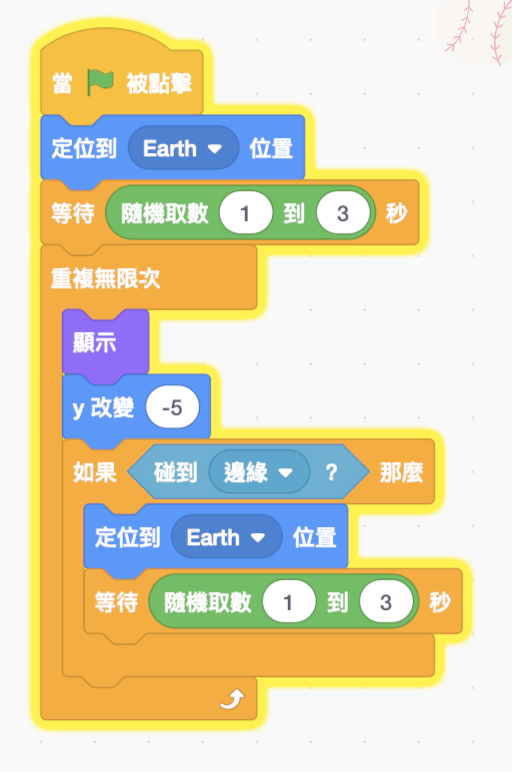 當 被點擊
定位到 Earth 位置
等待 隨機取數 1 到 3 秒
重複無限次
顯示
y 改變 -5
如果 碰到 邊緣 ? 那麼
定位到 Earth 位置
等待 隨機取數 1 到 3 秒